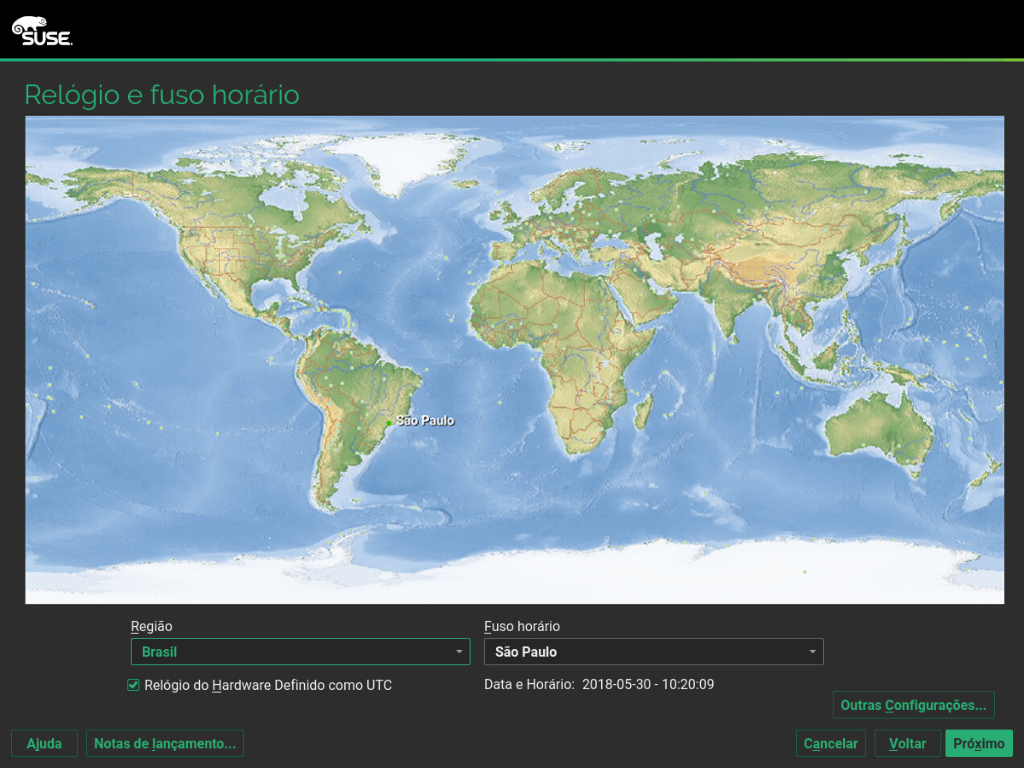 SUSE.
Relógio e fuso horário
São Paulo
Região
Fuso horário
Brasil
São Paulo
Relógio do Hardware Definido como UTC
Data e Horário: 2018-05-30 - 10:20:09
Outras Configurações...
Ajuda
Notas de lançamento...
Cancelar
Voltar
Próximo